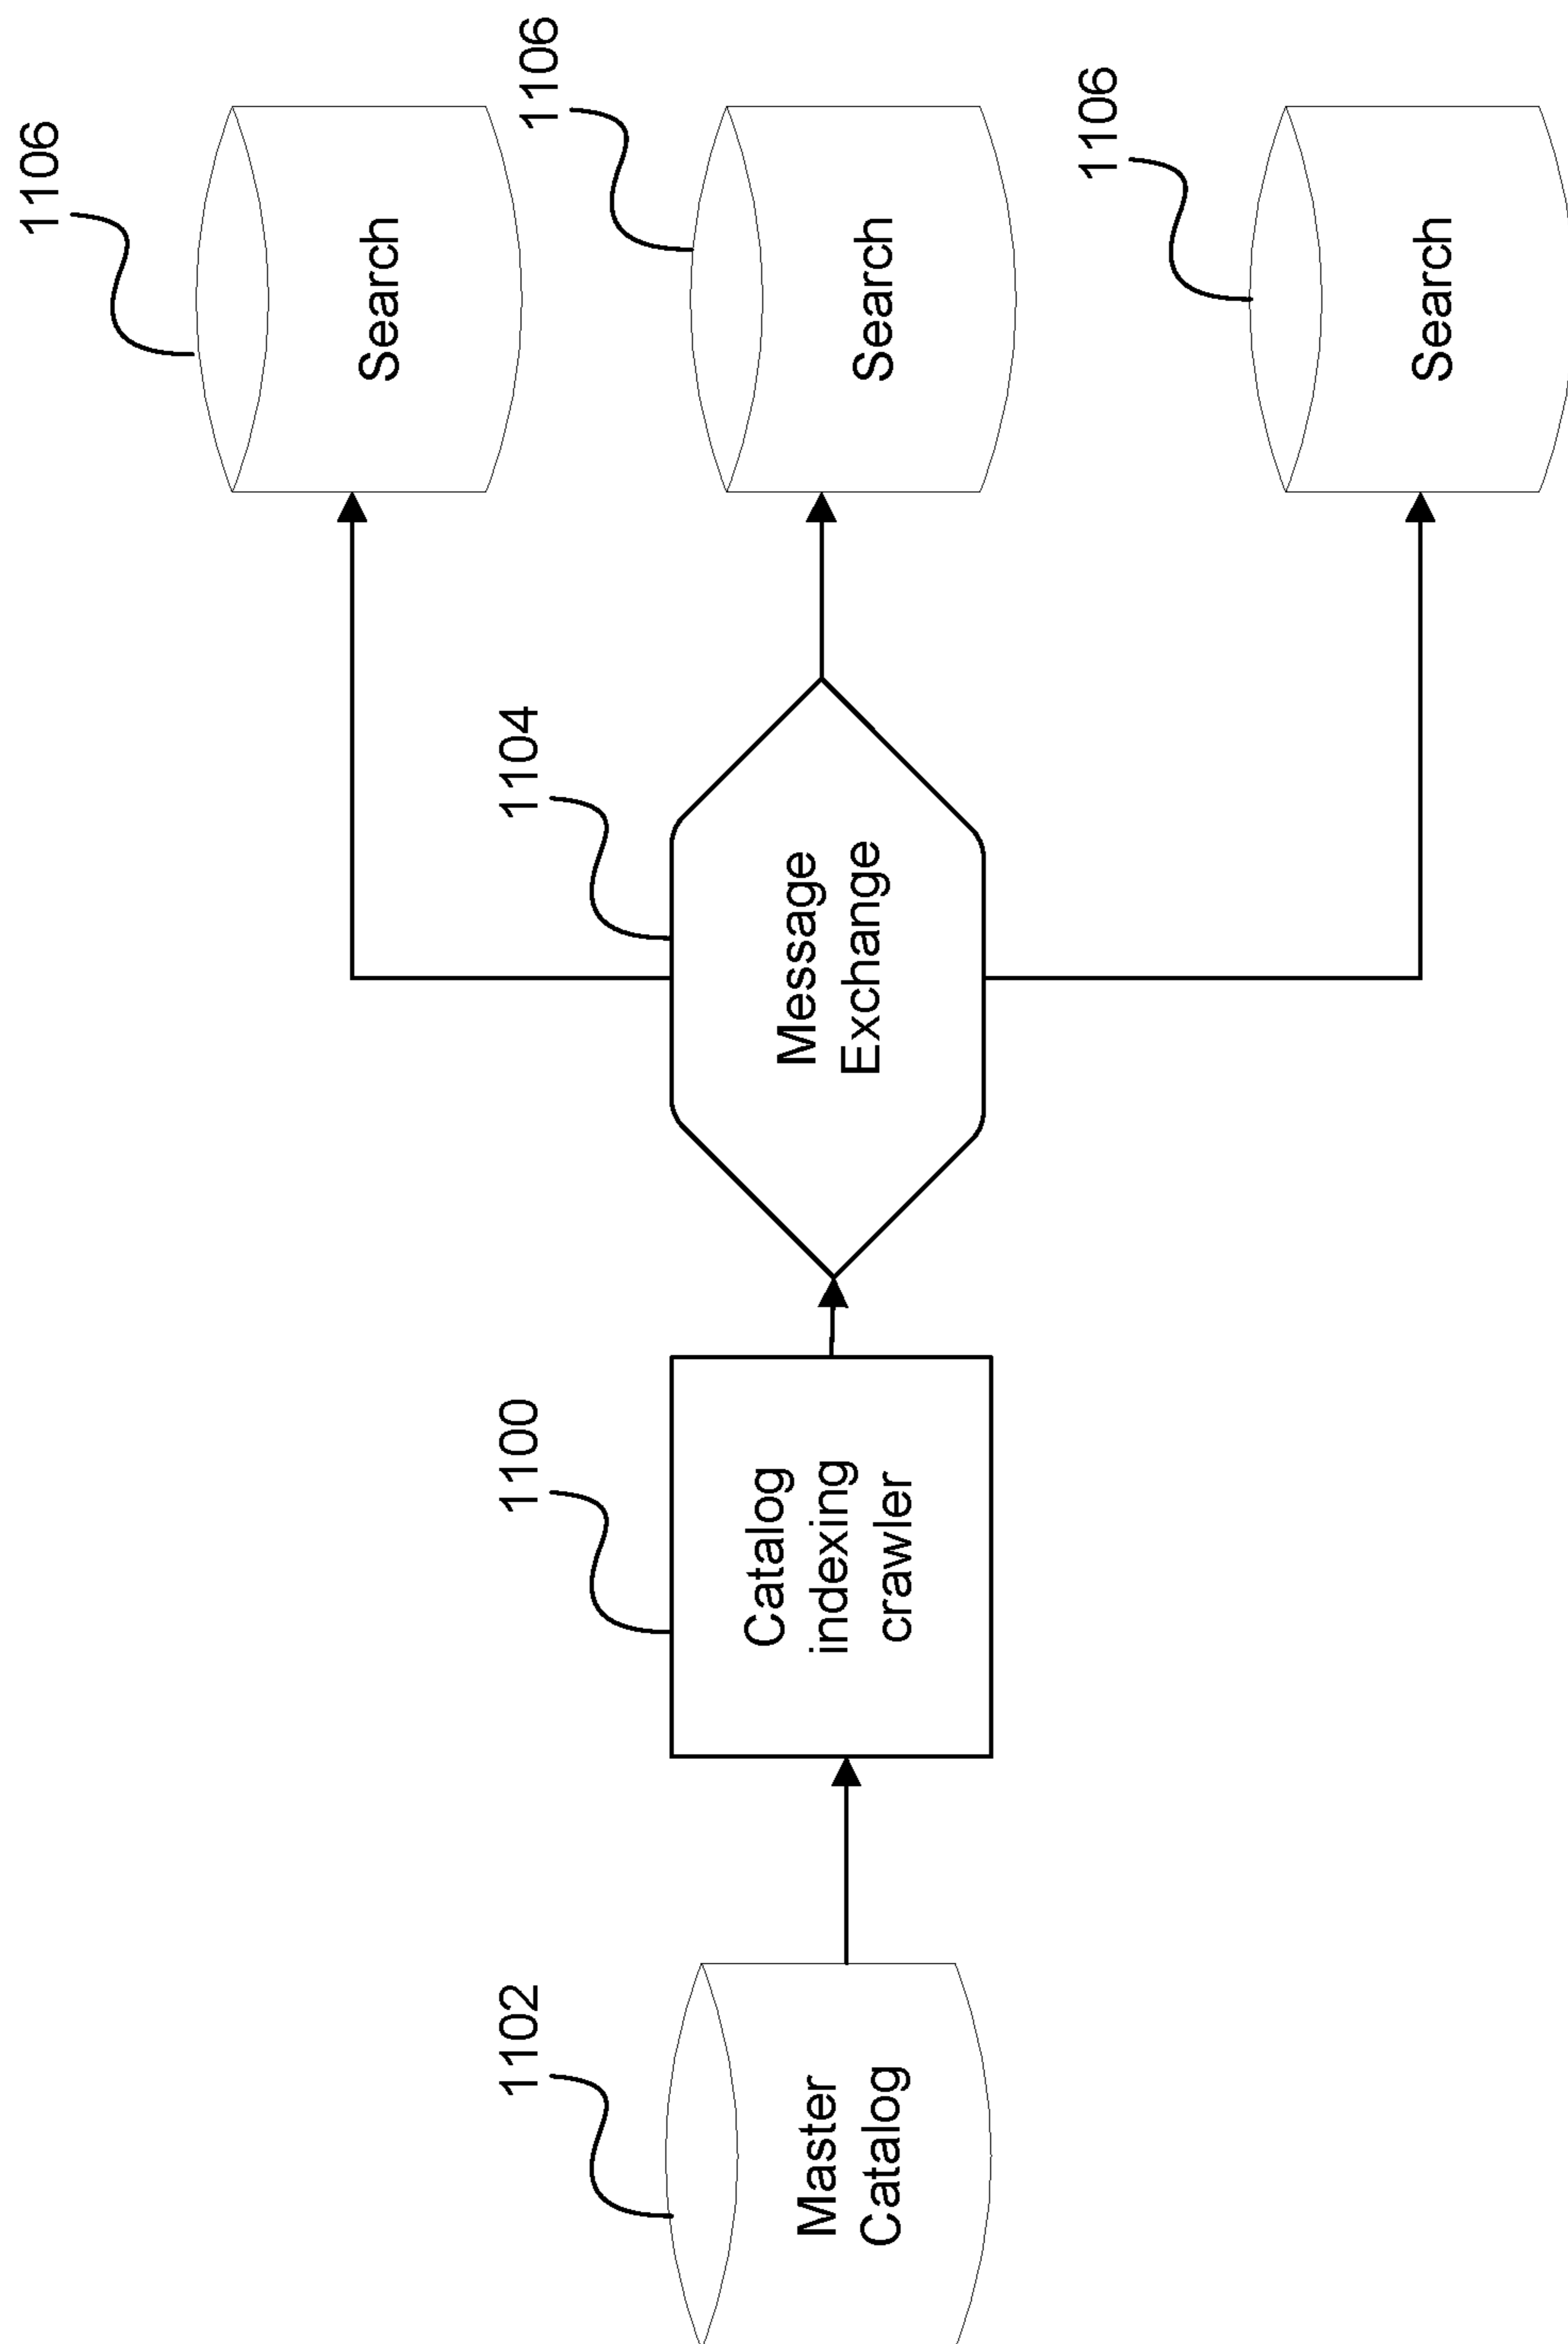 1106
Search
1106
Search
1106
Search
1104
Message
Exchange
1100
Catalog
indexing
crawler
1102
Master
Catalog